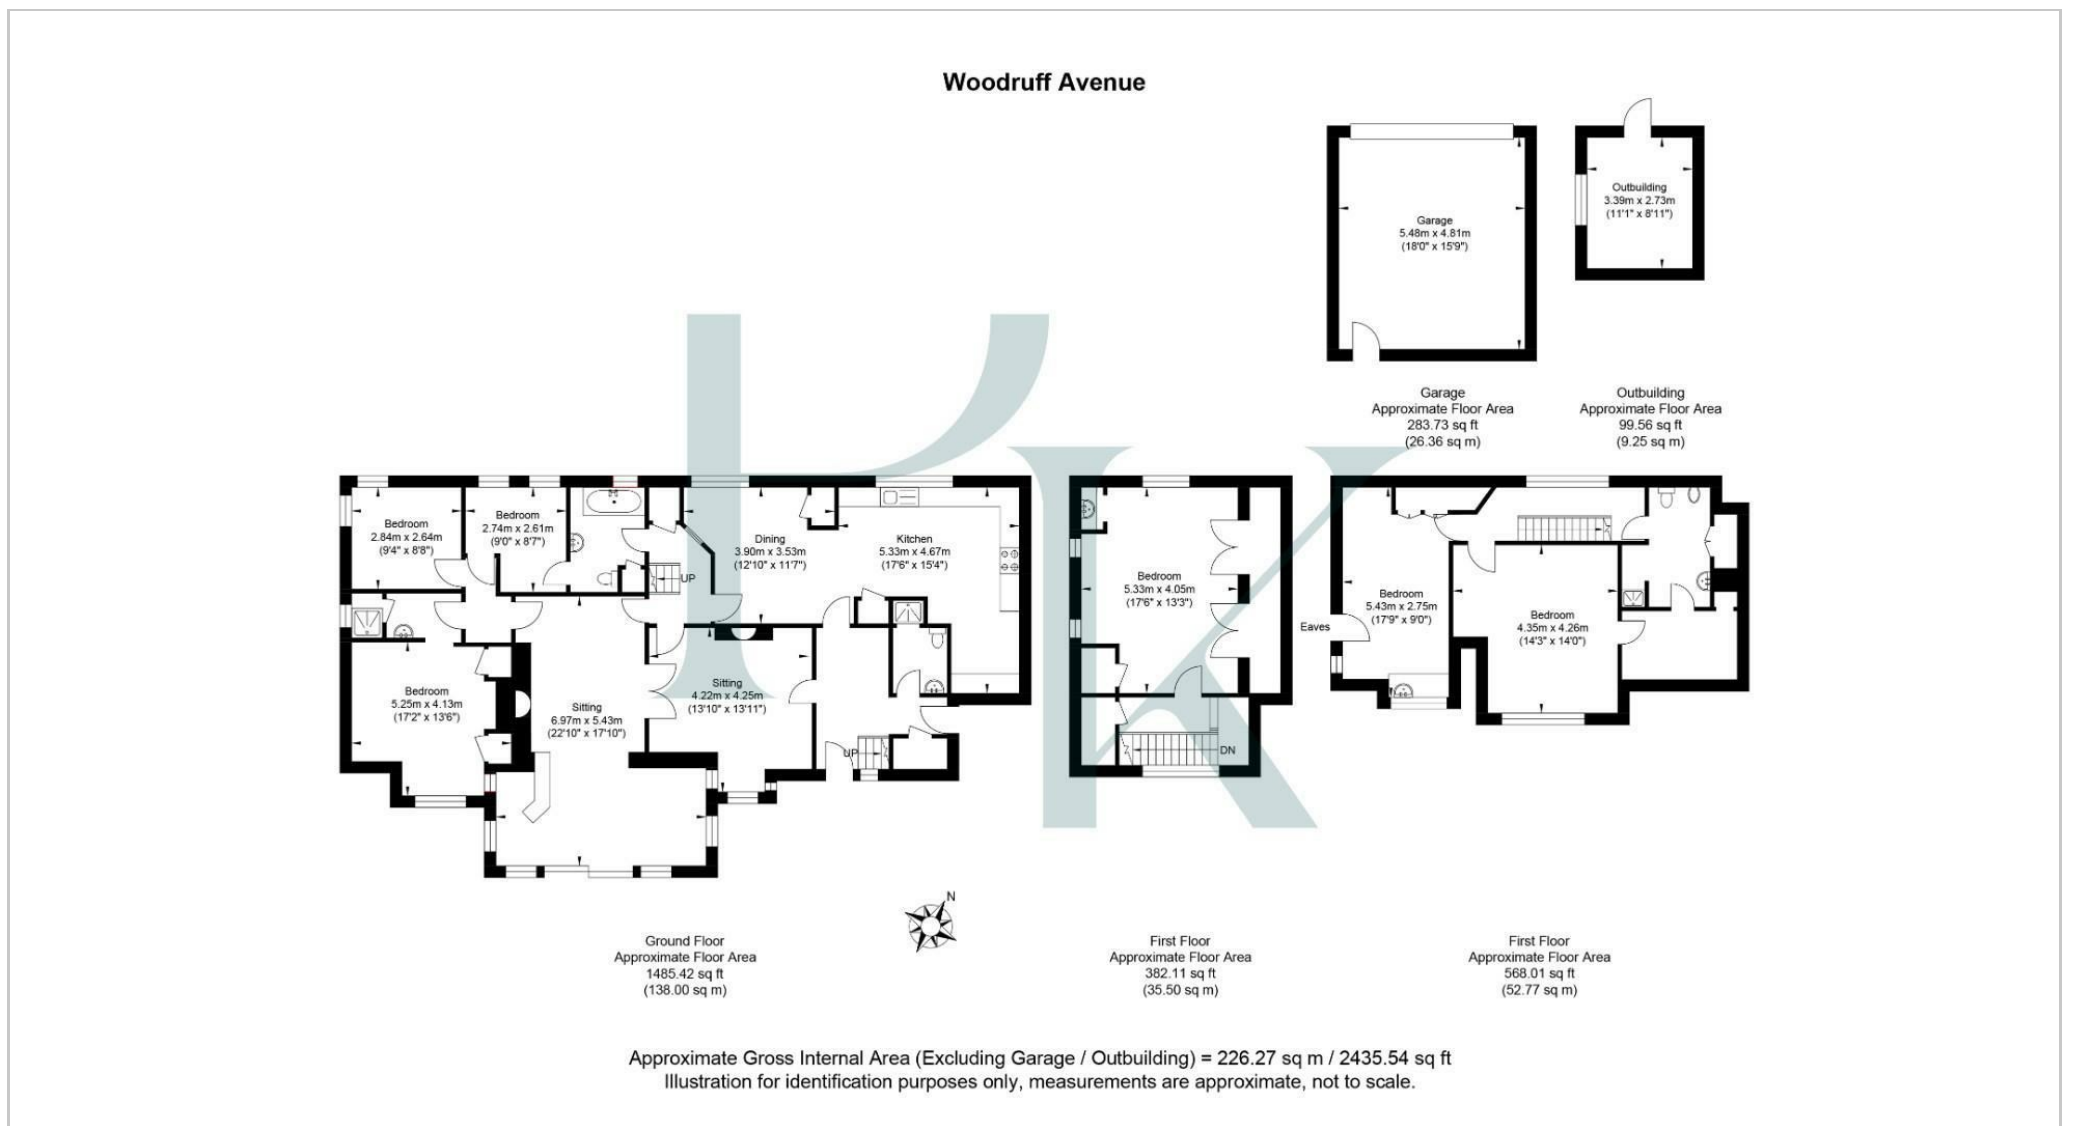 Woodruff Avenue
Garage
5.48m x 4.81m
(18'0" x 15'9")
Outbuilding
3.39m x 2.73m
(11'1" x 8'11")
Garage
Approximate Floor Area
283.73 sq ft
(26.36 sq m)
Outbuilding
Approximate Floor Area
99.56 sq ft
(9.25 sq m)
Bedroom
2.84m x 2.64m
(9'4" x 8'8")
Bedroom
2.74m x 2.61m
(9'0" x 8'7")
Dining
3.90m x 3.53m
(12'10" x 11'7")
Kitchen
5.33m x 4.67m
(17'6" x 15'4")
UP
Bedroom
5.25m x 4.13m
(17'2" x 13'6")
Sitting
6.97m x 5.43m
(22'10" x 17'10")
Sitting
4.22m x 4.25m
(13'10" x 13'11")
UP
Bedroom
5.33m x 4.05m
(17'6" x 13'3")
DN
Eaves
Bedroom
5.43m x 2.75m
(17'9" x 9'0")
Bedroom
4.35m x 4.26m
(14'3" x 14'0")
PK
N
Ground Floor
Approximate Floor Area
1485.42 sq ft
(138.00 sq m)
First Floor
Approximate Floor Area
382.11 sq ft
(35.50 sq m)
First Floor
Approximate Floor Area
568.01 sq ft
(52.77 sq m)
Approximate Gross Internal Area (Excluding Garage / Outbuilding) = 226.27 sq m / 2435.54 sq ft
Illustration for identification purposes only, measurements are approximate, not to scale.